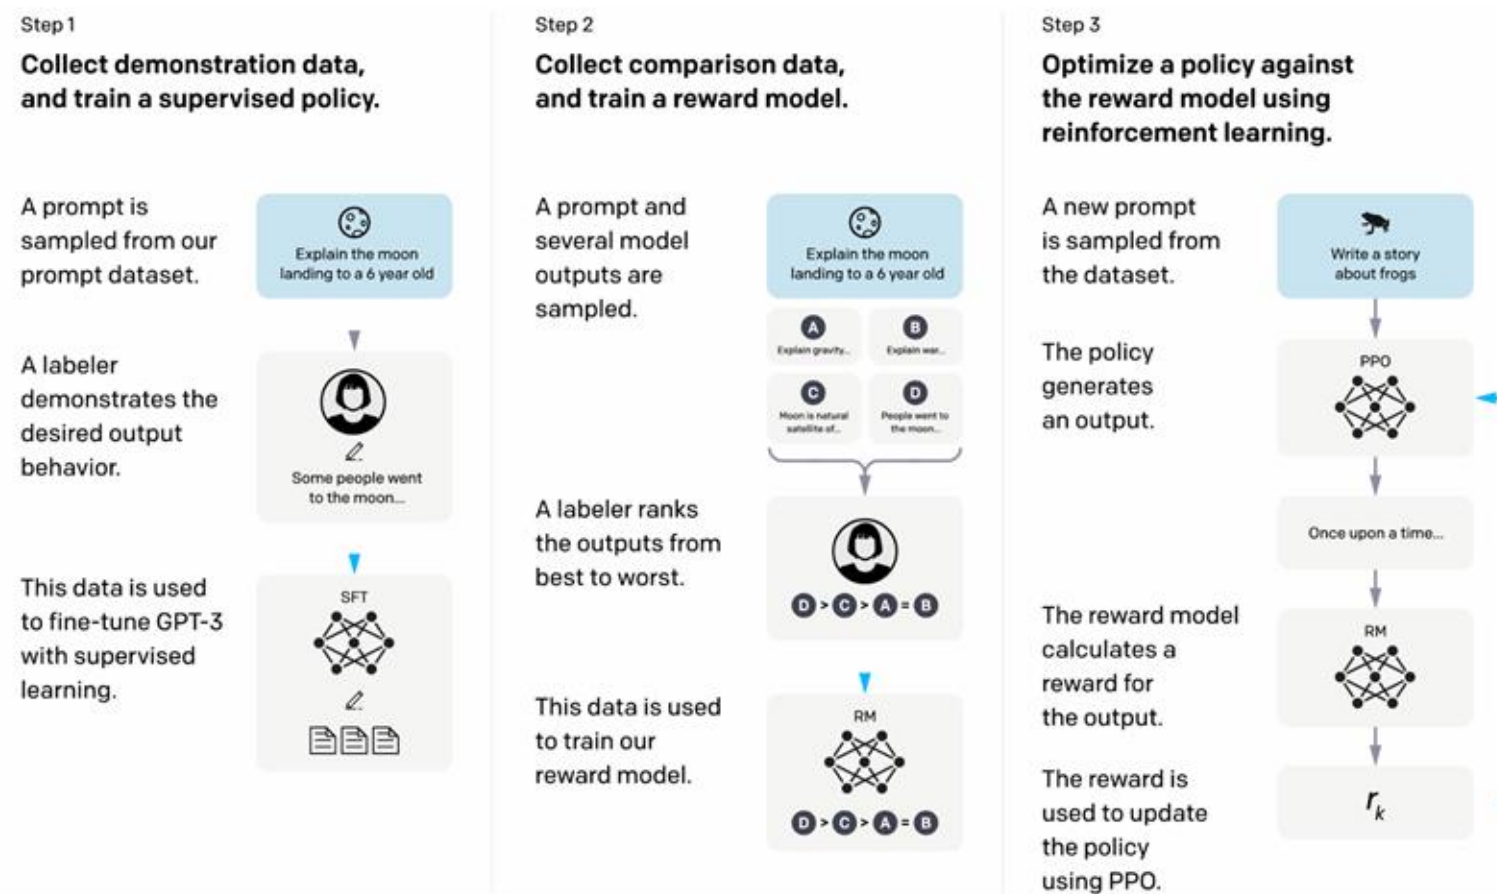 Step 1
Collect demonstration data,
and train a supervised policy.
A prompt is
sampled from our
prompt dataset.
Explain the moon
landing to a 6 year old
A labeler
demonstrates the
desired output
behavior.
Some people went
to the moon...
This data is used
to fine-tune GPT-3
with supervised
learning.
SFT
Step 2
Collect comparison data,
and train a reward model.
A prompt and
several model
outputs are
sampled.
Explain the moon
landing to a 6 year old
A
Explain gravity...
B
Explain war...
C
Moon is natural
satellite of...
D
People went to
the moon...
A labeler ranks
the outputs from
best to worst.
D > C > A = B
This data is used
to train our
reward model.
RM
D > C > A = B
Step 3
Optimize a policy against
the reward model using
reinforcement learning.
A new prompt
is sampled from
the dataset.
Write a story
about frogs
The policy
generates
an output.
PPO
Once upon a time...
The reward model
calculates a
reward for
the output.
RM
The reward is
used to update
the policy
using PPO.
r_k